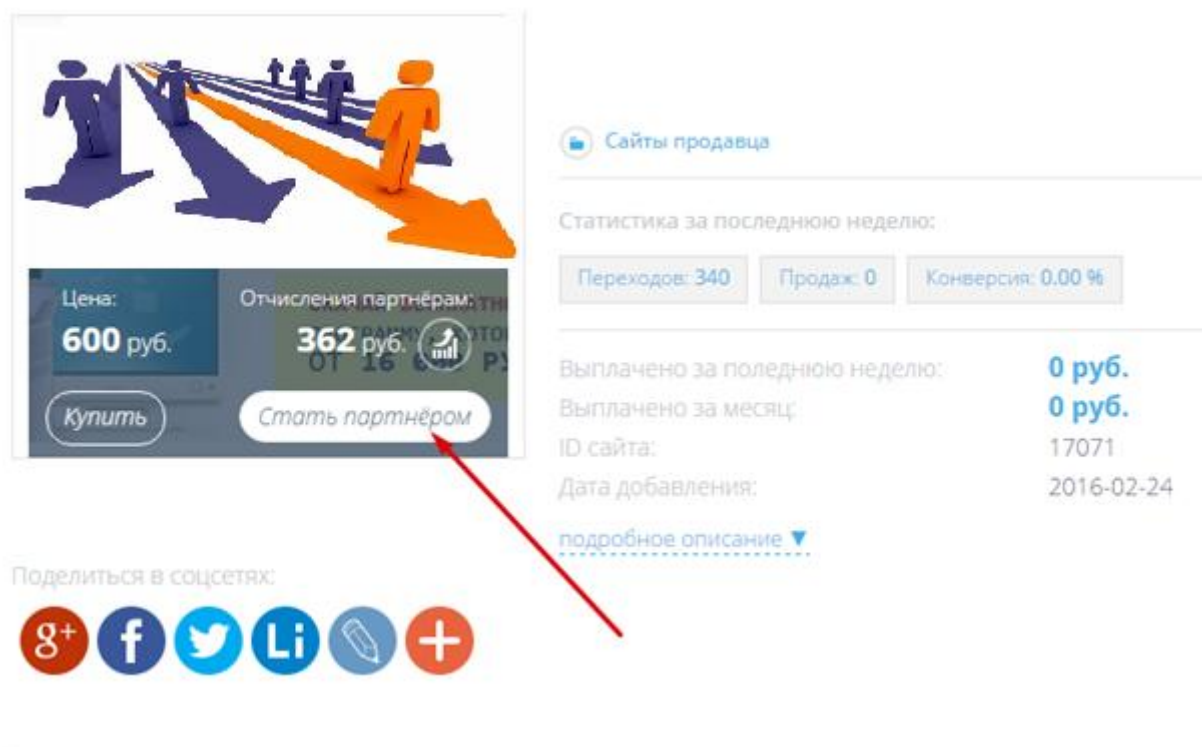 Сайты продавца
Статистика за последнюю неделю:
Переходов: 340
Продаж: 0
Конверсия: 0.00 %
Цена:
Отчисления партнёрам:
600 руб.
362 руб.
ОТ 16
Купить
Стать партнёром
Выплачено за поледнюю неделю:
0 руб.
Выплачено за месяц:
0 руб.
ID сайта:
17071
Дата добавления:
2016-02-24
подробное описание ▼
Поделиться в соцсетях:
g+
f
Li